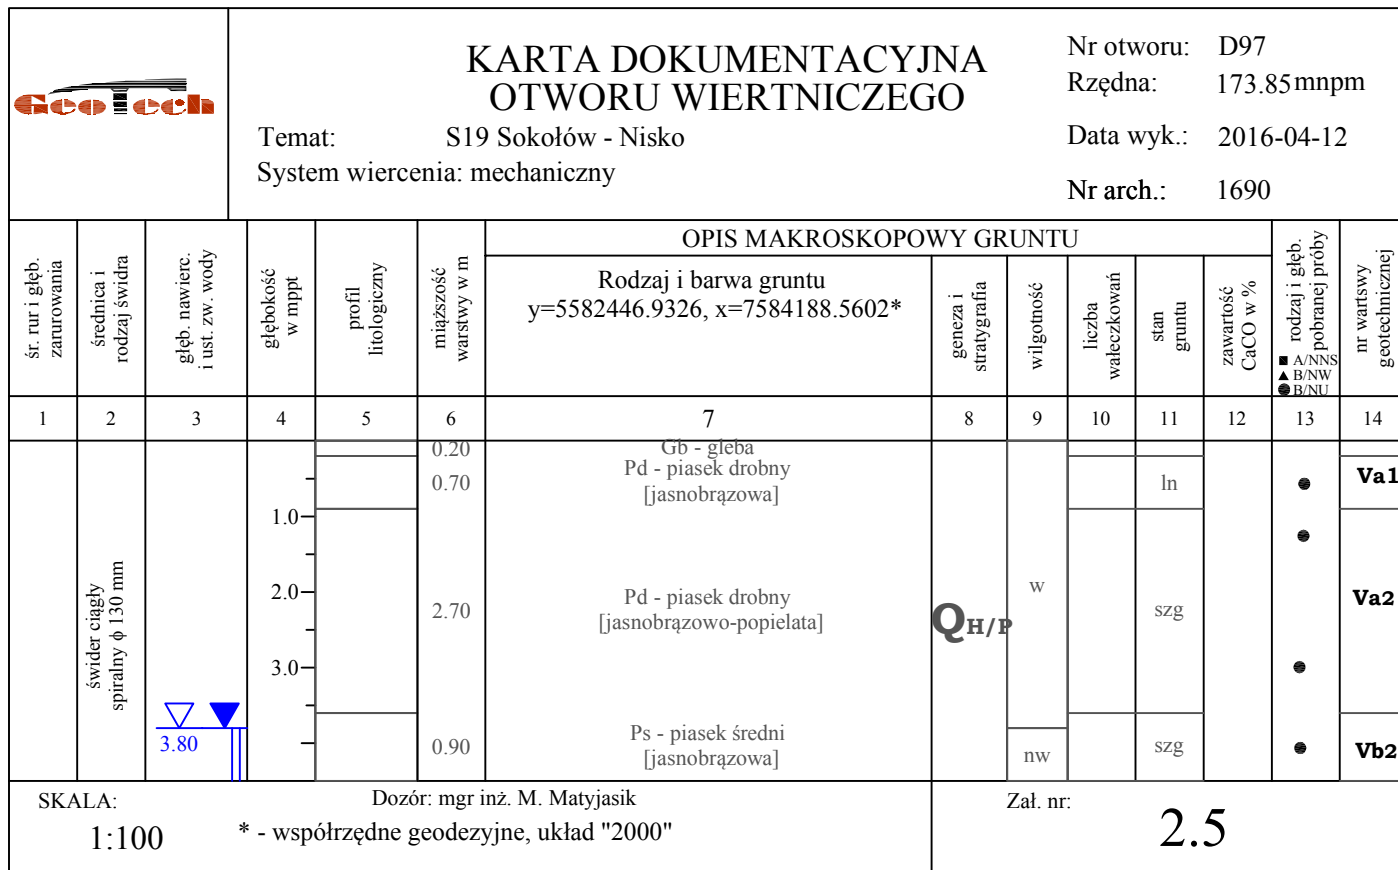 GeoTech
KARTA DOKUMENTACYJNA
OTWORU WIERTNICZEGO
Temat: S19 Sokołów - Nisko
System wiercenia: mechaniczny
Nr otworu: D97
Rzędna: 173.85 mnpm
Data wyk.: 2016-04-12
Nr arch.: 1690
śr. rur i głęb.
zarurowania
średnica i
rodzaj świdra
głęb. nawierc.
i ust. zw. wody
głębokość
w mppt
profil
litologiczny
miąższość
warstwy w m
OPIS MAKROSKOPOWY GRUNTU
Rodzaj i barwa gruntu
y=5582446.9326, x=7584188.5602*
geneza i
stratygrafia
wilgotność
liczba
wałeczkowań
stan
gruntu
zawartość
CaCO w %
rodzaj i głęb.
pobranej próby
■ A/NNS
▲ B/NW
● B/NU
nr wartswy
geotechnicznej
1 2 3 4 5 6 7 8 9 10 11 12 13 14
0.20 Gb - gleba
0.70 Pd - piasek drobny
[jasnobrązowa]
ln
Va1
1.0
2.0
3.0
świder ciągły
spiralny ϕ 130 mm
2.70 Pd - piasek drobny
[jasnobrązowo-popielata]
QH/P
w
szg
Va2
3.80
0.90 Ps - piasek średni
[jasnobrązowa]
nw
szg
Vb2
SKALA:
1:100
Dozór: mgr inż. M. Matyjasik
* - współrzędne geodezyjne, układ "2000"
Zał. nr:
2.5